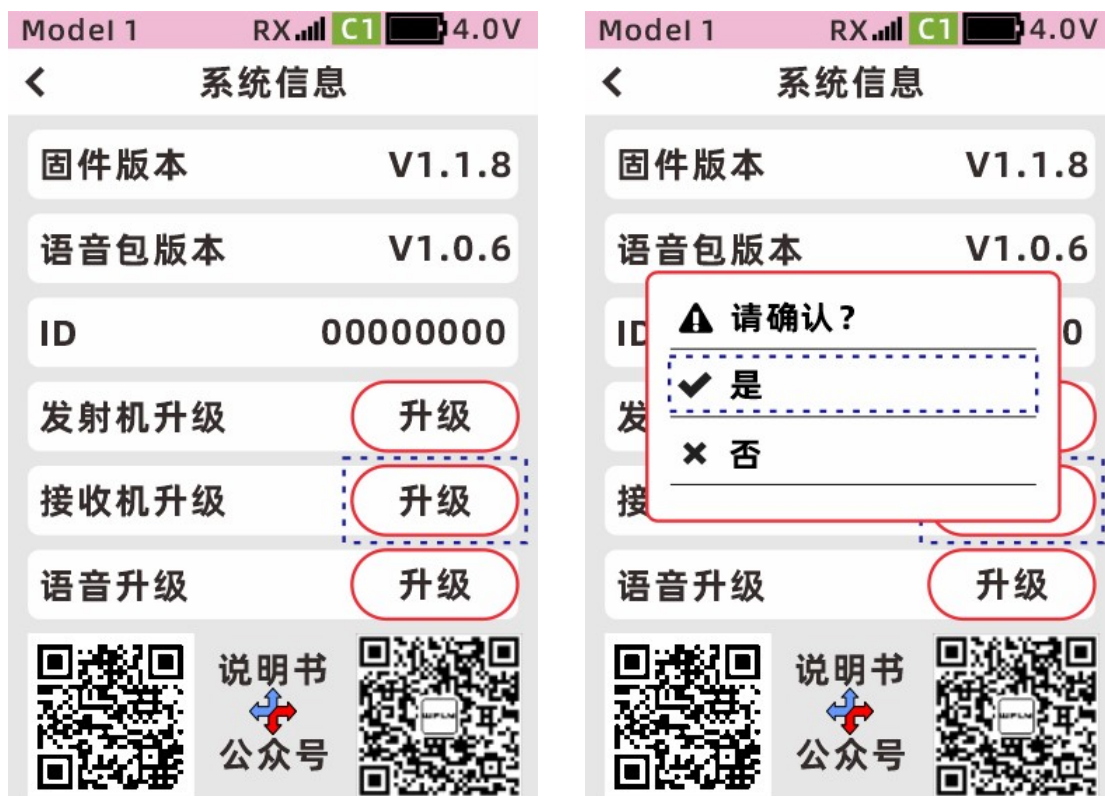 Model 1 RX C1 4.0V
系统信息
固件版本 V1.1.8
语音包版本 V1.0.6
ID 00000000
发射机升级 升级
接收机升级 升级
语音升级 升级
说明书
公众号
Model 1 RX C1 4.0V
系统信息
固件版本 V1.1.8
语音包版本 V1.0.6
ID 0
请确认?
发
是
否
接
语音升级 升级
说明书
公众号